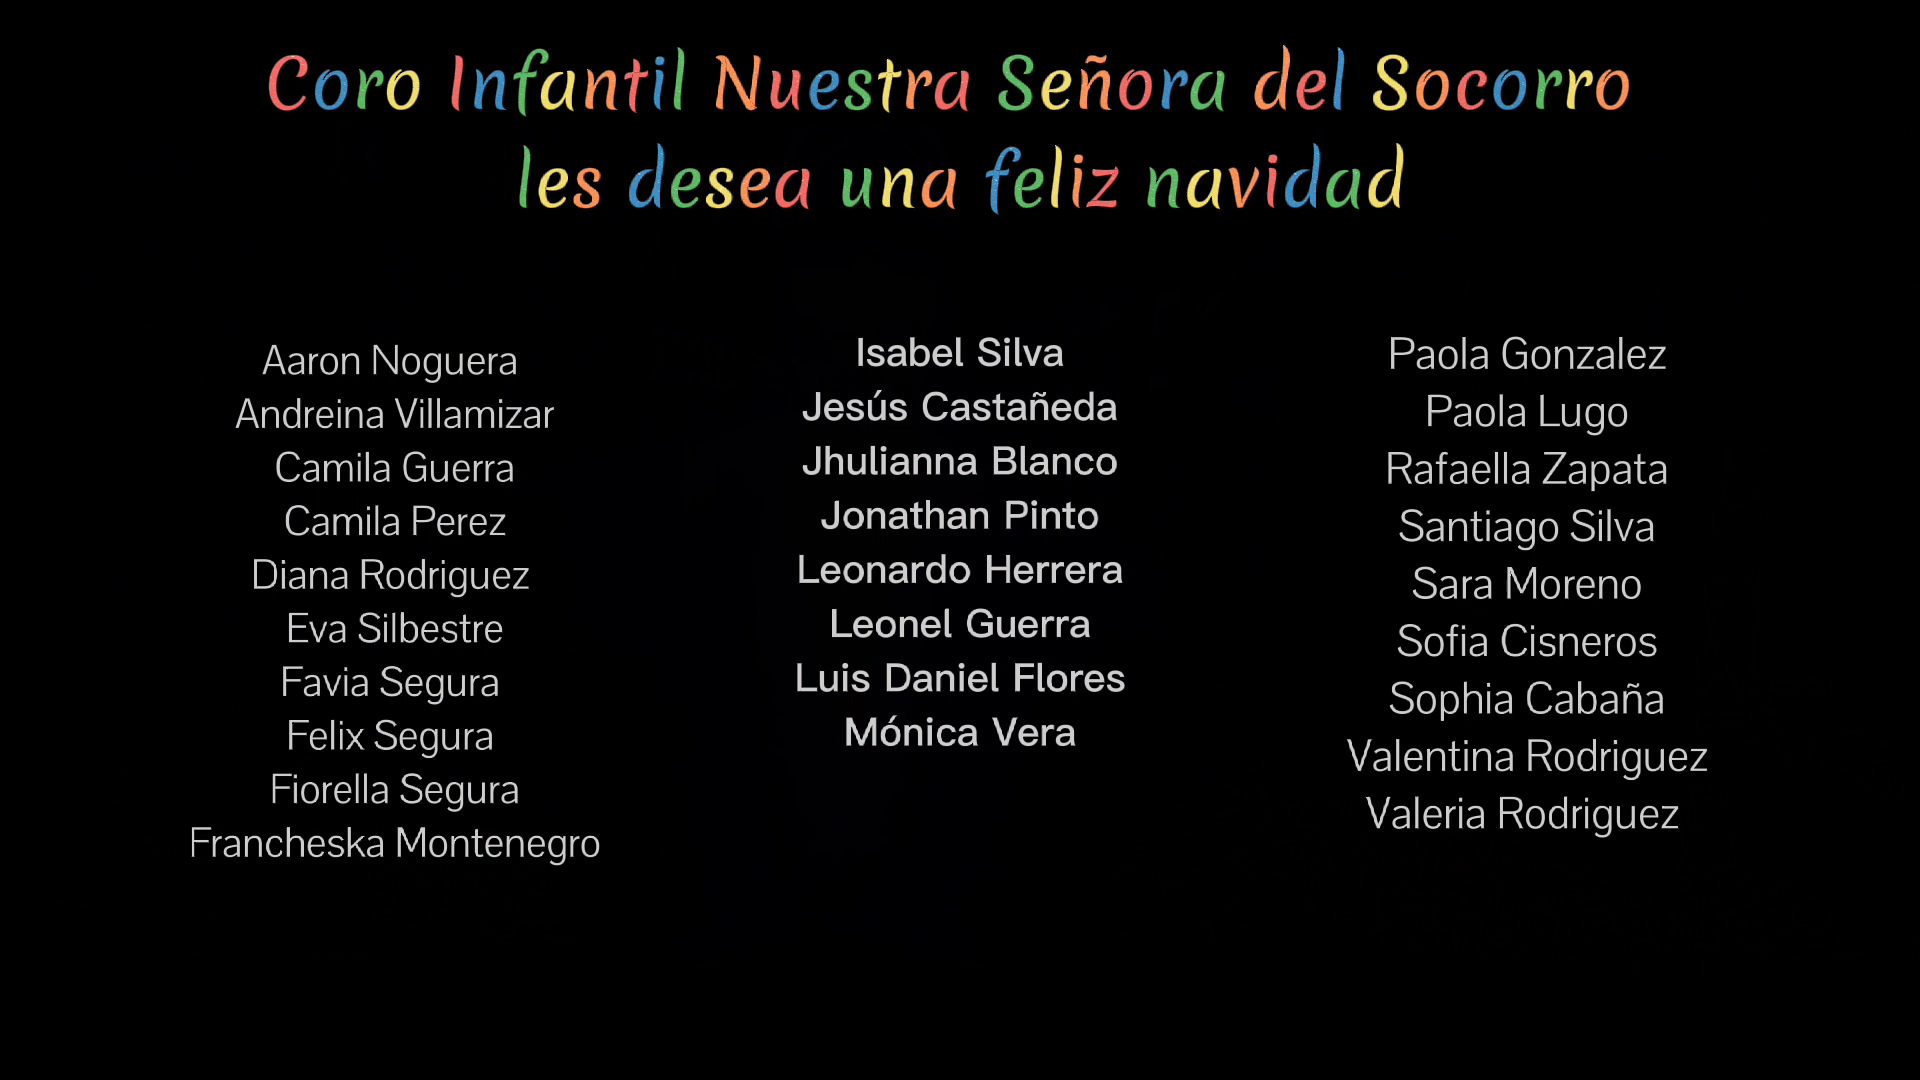 Coro Infantil Nuestra Señora del Socorro
les desea una feliz navidad
Aaron Noguera
Andreina Villamizar
Camila Guerra
Camila Perez
Diana Rodriguez
Eva Silbestre
Favia Segura
Felix Segura
Fiorella Segura
Francheska Montenegro
Isabel Silva
Jesús Castañeda
Jhulianna Blanco
Jonathan Pinto
Leonardo Herrera
Leonel Guerra
Luis Daniel Flores
Mónica Vera
Paola Gonzalez
Paola Lugo
Rafaella Zapata
Santiago Silva
Sara Moreno
Sofia Cisneros
Sophia Cabaña
Valentina Rodriguez
Valeria Rodriguez